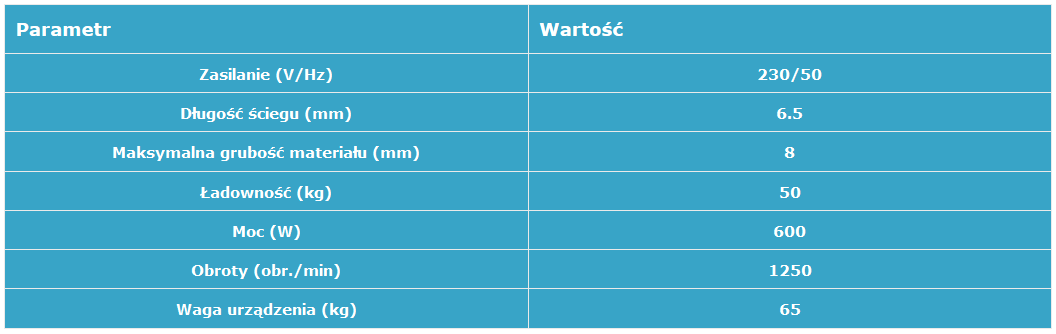 Parametr Wartość
Zasilanie (V/Hz) 230/50
Długość ściegu (mm) 6.5
Maksymalna grubość materiału (mm) 8
Ładowność (kg) 50
Moc (W) 600
Obroty (obr./min) 1250
Waga urządzenia (kg) 65